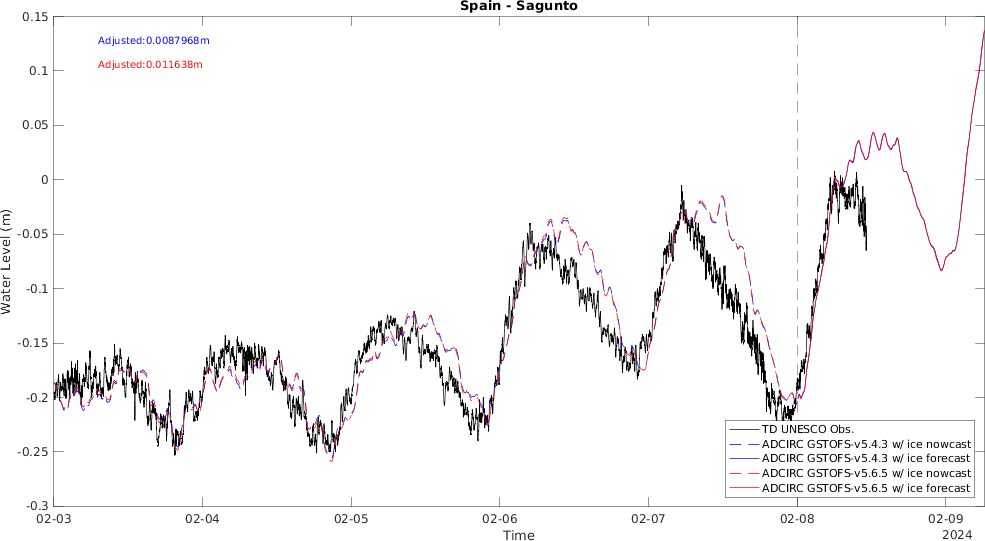 Spain - Sagunto
0.15
0.1
0.05
0
-0.05
-0.1
-0.15
-0.2
-0.25
-0.3
Water Level (m)
Adjusted:0.0087968m
Adjusted:0.011638m
TD UNESCO Obs.
ADCIRC GSTOFS-v5.4.3 w/ ice nowcast
ADCIRC GSTOFS-v5.4.3 w/ ice forecast
ADCIRC GSTOFS-v5.6.5 w/ ice nowcast
ADCIRC GSTOFS-v5.6.5 w/ ice forecast
02-03 02-04 02-05 02-06 02-07 02-08 02-09
Time
2024